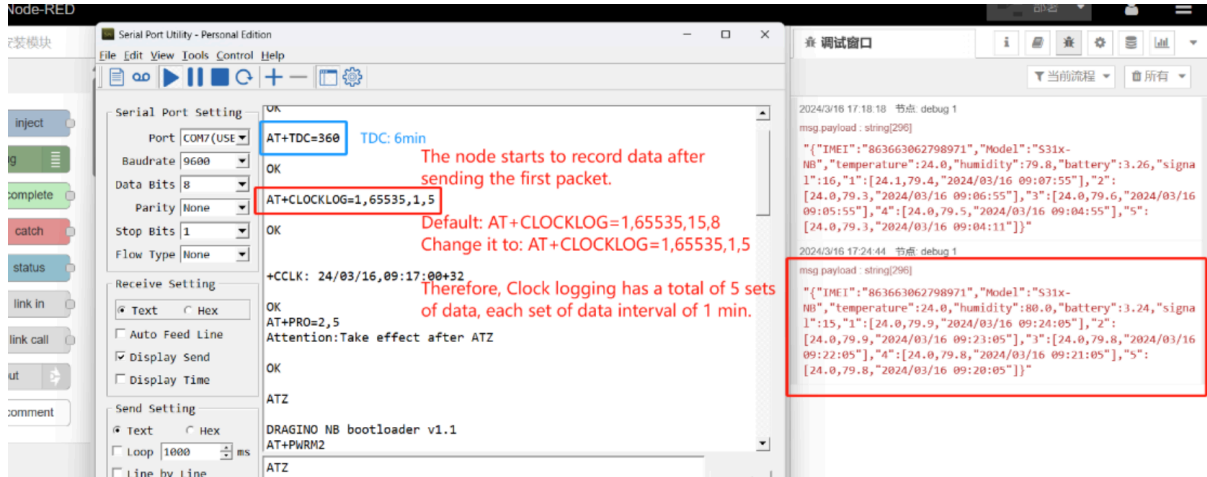 Node-RED
部署
安装模块
inject
complete
catch
status
link in
link call
comment
Serial Port Utility - Personal Edition
File Edit View Tools Control Help
Serial Port Setting
Port COM7(USE
Baudrate 9600
Data Bits 8
Parity None
Stop Bits 1
Flow Type None
Receive Setting
Text Hex
Auto Feed Line
Display Send
Display Time
Send Setting
Text Hex
Loop 1000 ms
Line by Line
OK
AT+TDC=360 TDC: 6min
The node starts to record data after
sending the first packet.
OK
AT+CLOCKLOG=1,65535,1,5
Default: AT+CLOCKLOG=1,65535,15,8
Change it to: AT+CLOCKLOG=1,65535,1,5
OK
+CCLK: 24/03/16,09:17:00+32
Therefore, Clock logging has a total of 5 sets
of data, each set of data interval of 1 min.
OK
AT+PRO=2,5
Attention:Take effect after ATZ
OK
ATZ
DRAGINO NB bootloader v1.1
AT+PWRM2
ATZ
调试窗口
当前流程 所有
2024/3/16 17:18:18 节点: debug 1
msg.payload : string[296]
"{"IMEI":"863663062798971","Model":"S31x-
NB","temperature":24.0,"humidity":79.8,"battery":3.26,"signa
l":16,"1":[24.1,79.4,"2024/03/16 09:07:55"],"2":
[24.0,79.3,"2024/03/16 09:06:55"],"3":[24.0,79.6,"2024/03/16
09:05:55"],"4":[24.0,79.5,"2024/03/16 09:04:55"],"5":
[24.0,79.3,"2024/03/16 09:04:11"]}"
2024/3/16 17:24:44 节点: debug 1
msg.payload : string[296]
"{"IMEI":"863663062798971","Model":"S31x-
NB","temperature":24.0,"humidity":80.0,"battery":3.24,"signa
l":15,"1":[24.0,79.9,"2024/03/16 09:24:05"],"2":
[24.0,79.9,"2024/03/16 09:23:05"],"3":[24.0,79.8,"2024/03/16
09:22:05"],"4":[24.0,79.8,"2024/03/16 09:21:05"],"5":
[24.0,79.8,"2024/03/16 09:20:05"]}"